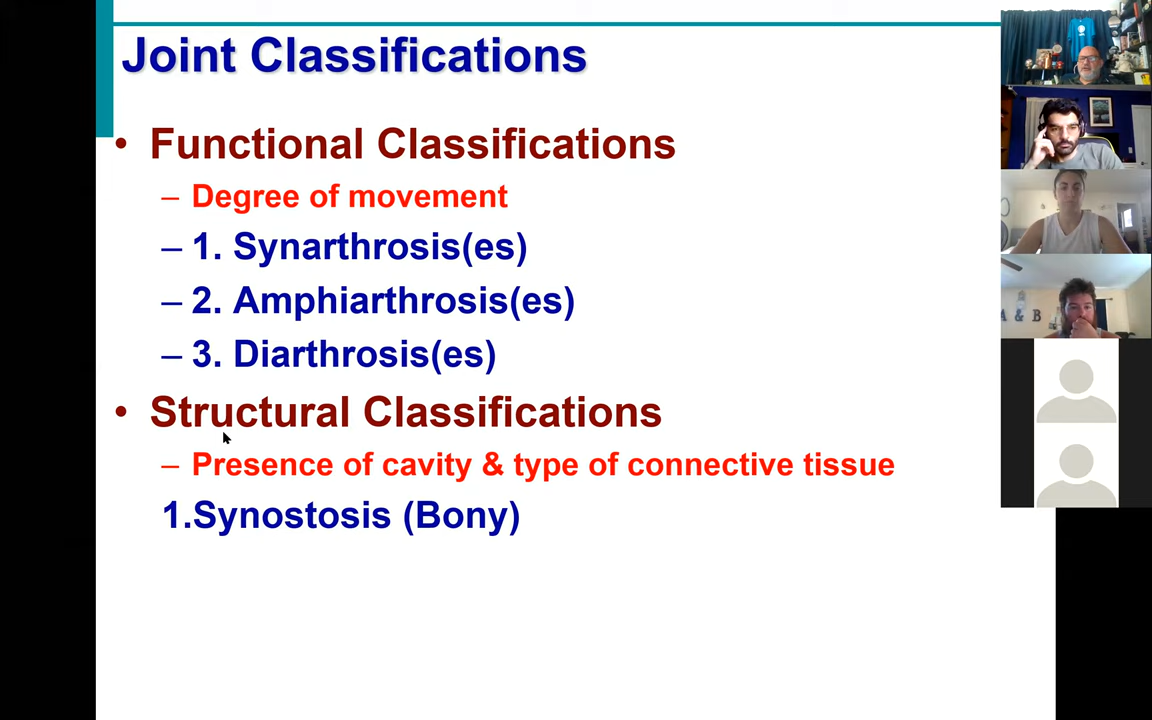 Joint Classifications
• Functional Classifications
– Degree of movement
– 1. Synarthrosis(es)
– 2. Amphiarthrosis(es)
– 3. Diarthrosis(es)
• Structural Classifications
– Presence of cavity & type of connective tissue
1.Synostosis (Bony)
A & B